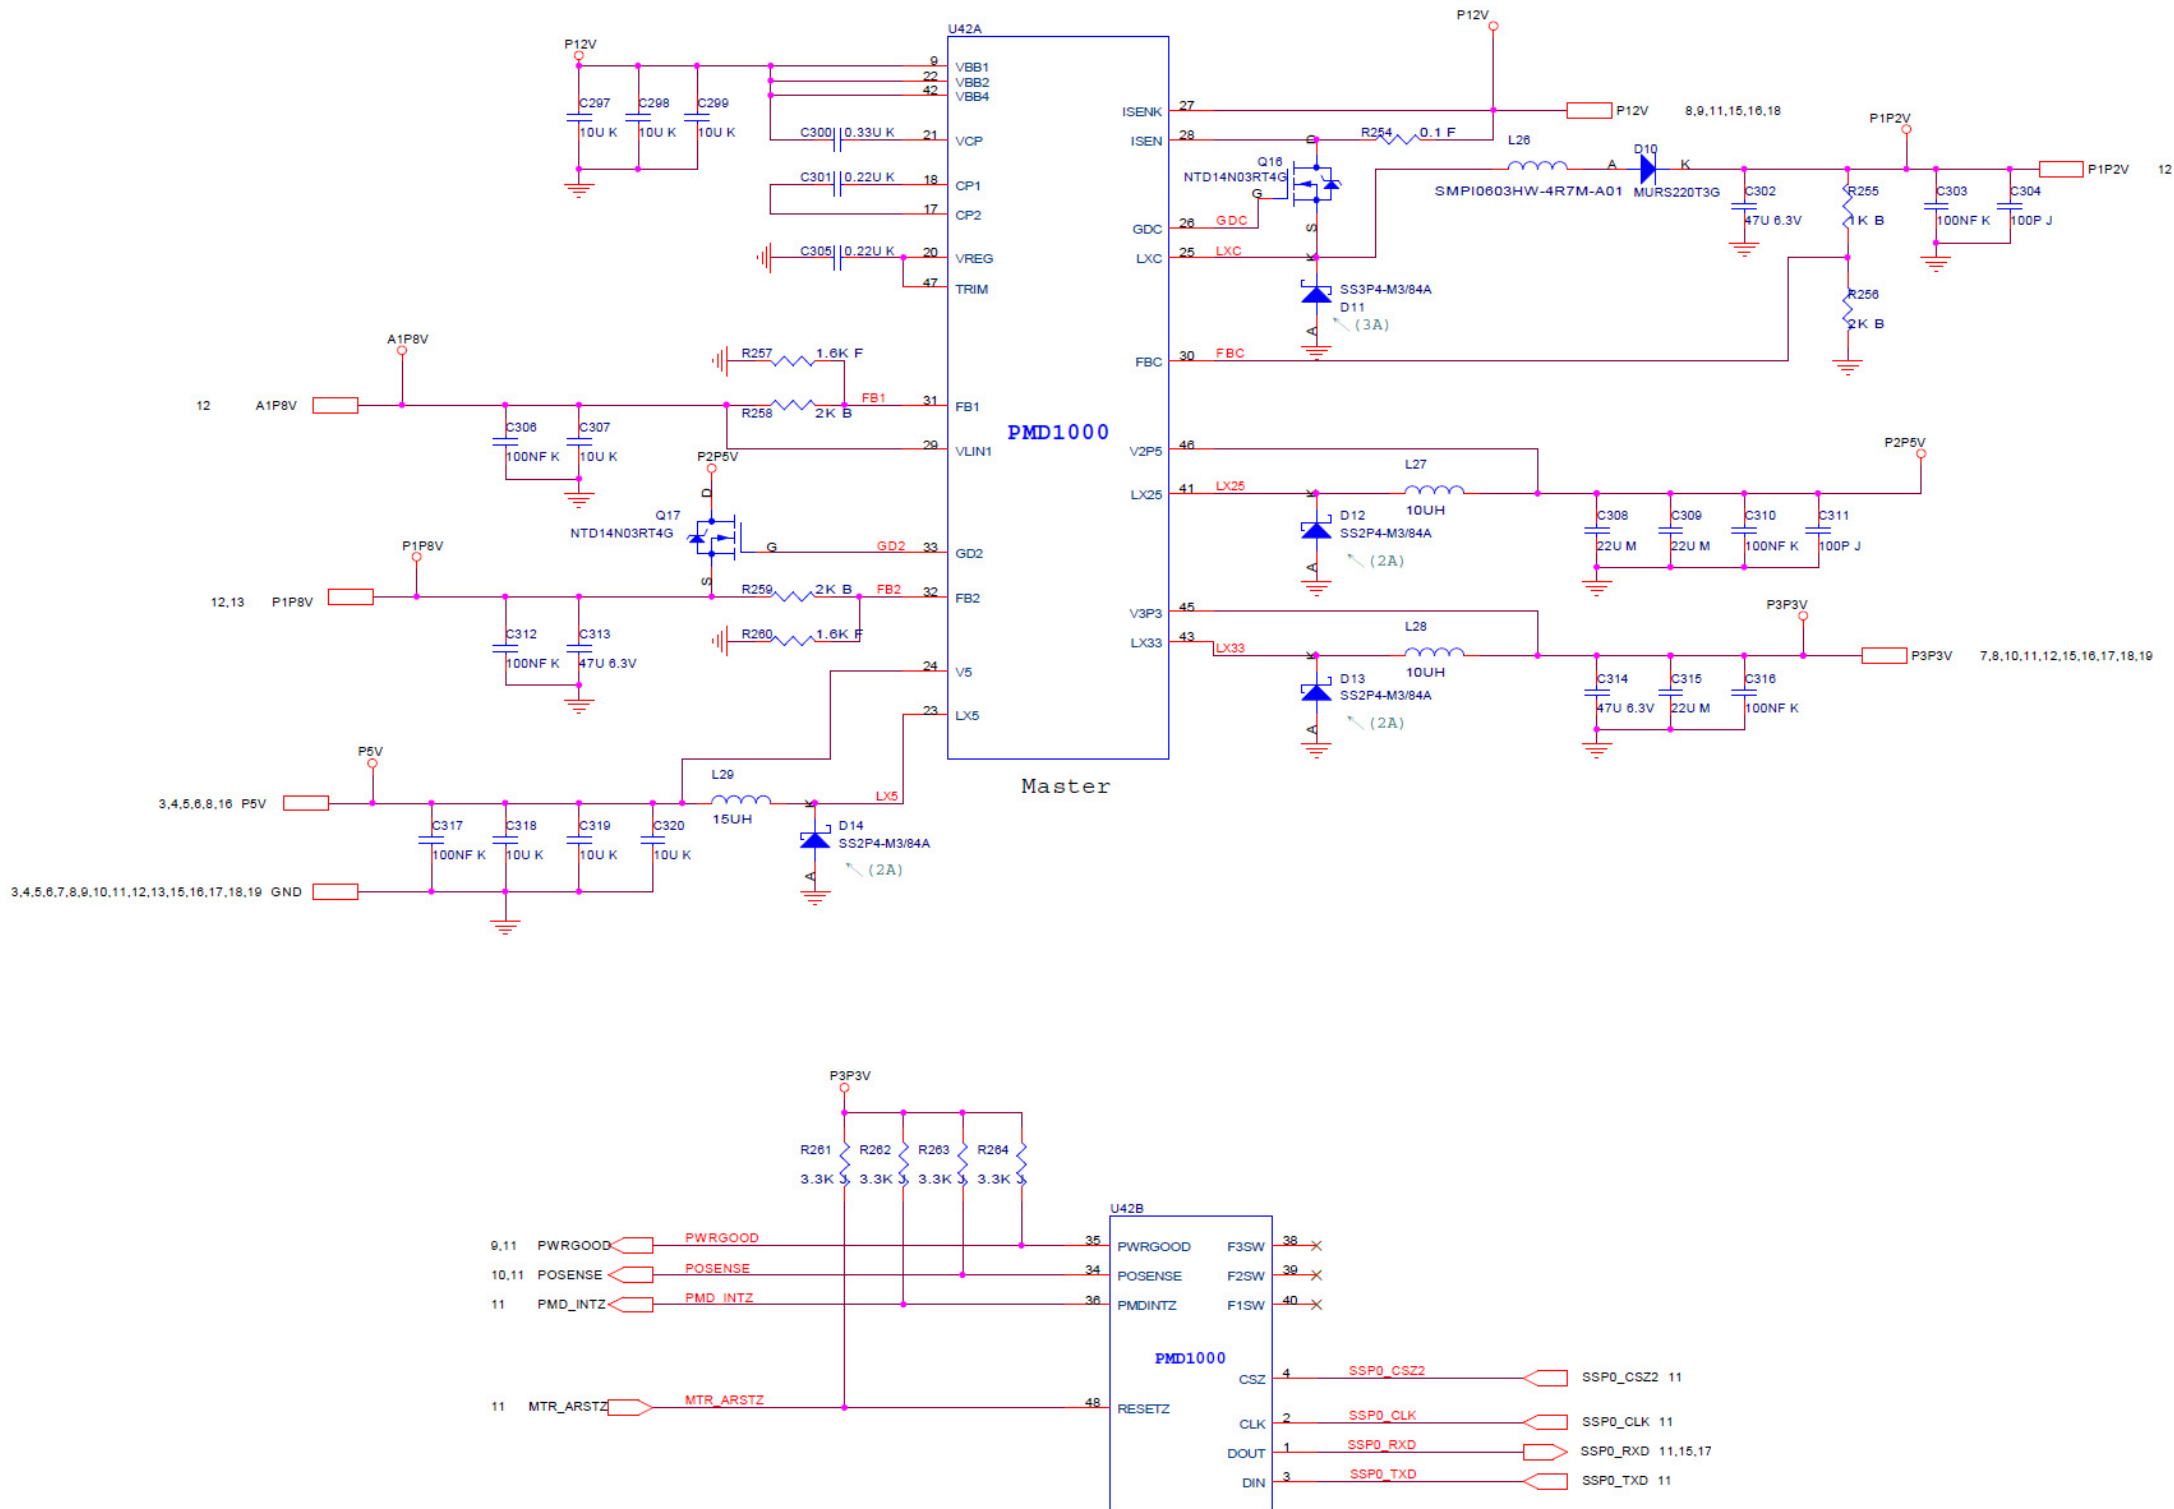 P12V
U42A
P12V
9 VBB1
22 VBB2
42 VBB4
C297
10U K
C298
10U K
C299
10U K
C300 0.33U K
21 VCP
C301 0.22U K
18 CP1
17 CP2
C305 0.22U K
20 VREG
47 TRIM
ISENK 27
P12V 8,9,11,15,16,18
ISEN 28
D
R254 0.1 F
Q16
NTD14N03RT4G
G
S
GDC 26 GDC
LXC 25 LXC
K
SS3P4-M3/84A
D11
(3A)
A
L26
SMPI0603HW-4R7M-A01
A D10 K
MURS220T3G
P1P2V
P1P2V 12
C302
47U 6.3V
R255
1K B
C303
100NF K
C304
100P J
R256
2K B
FBC 30 FBC
A1P8V
12 A1P8V
R257 1.6K F
R258 2K B
FB1 31 FB1
29 VLIN1
C306
100NF K
C307
10U K
PMD1000
P2P5V
D
Q17
NTD14N03RT4G
G
S
GD2 33 GD2
P1P8V
12,13 P1P8V
R259 2K B
FB2 32 FB2
R260 1.6K F
C312
100NF K
C313
47U 6.3V
24 V5
23 LX5
V2P5 46
LX25 41 LX25
K
L27
10UH
P2P5V
D12
SS2P4-M3/84A
(2A)
A
C308
22U M
C309
22U M
C310
100NF K
C311
100P J
V3P3 45
LX33 43 LX33
K
L28
10UH
P3P3V
P3P3V 7,8,10,11,12,15,16,17,18,19
D13
SS2P4-M3/84A
(2A)
A
C314
47U 6.3V
C315
22U M
C316
100NF K
Master
P5V
3,4,5,6,8,16 P5V
L29
15UH
K
LX5
C317
100NF K
C318
10U K
C319
10U K
C320
10U K
D14
SS2P4-M3/84A
(2A)
A
3,4,5,6,7,8,9,10,11,12,13,15,16,17,18,19 GND
P3P3V
R261
3.3K J
R262
3.3K J
R263
3.3K J
R264
3.3K J
U42B
9,11 PWRGOOD PWRGOOD 35 PWRGOOD
10,11 POSENSE POSENSE 34 POSENSE
11 PMD_INTZ PMD_INTZ 36 PMDINTZ
F3SW 38
F2SW 39
F1SW 40
PMD1000
11 MTR_ARSTZ MTR_ARSTZ 48 RESETZ
CSZ 4 SSP0_CSZ2 SSP0_CSZ2 11
CLK 2 SSP0_CLK SSP0_CLK 11
DOUT 1 SSP0_RXD SSP0_RXD 11,15,17
DIN 3 SSP0_TXD SSP0_TXD 11